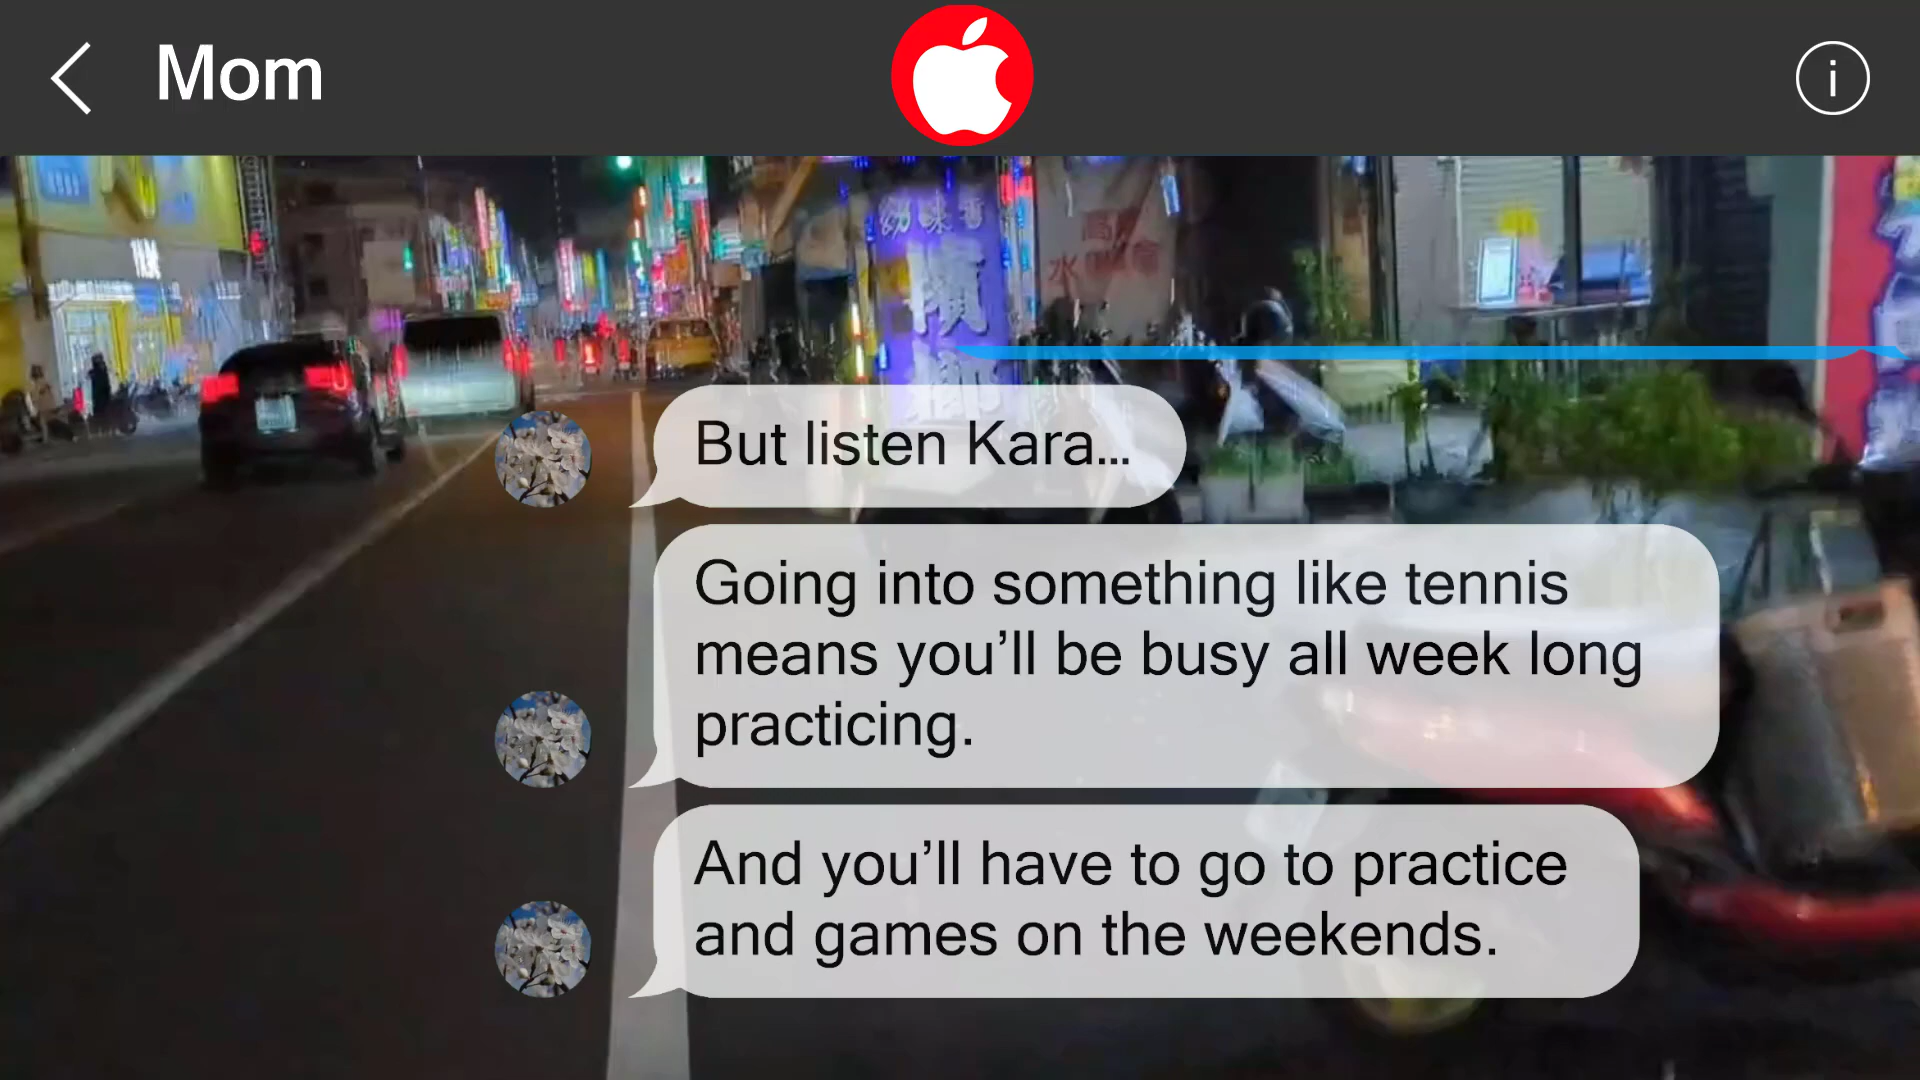 Mom
But listen Kara...
Going into something like tennis
means you’ll be busy all week long
practicing.
And you’ll have to go to practice
and games on the weekends.